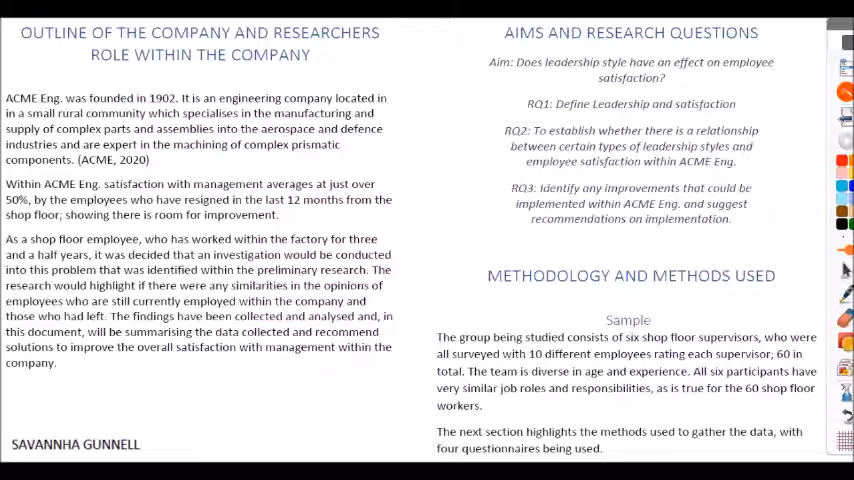 OUTLINE OF THE COMPANY AND RESEARCHERS
ROLE WITHIN THE COMPANY
ACME Eng. was founded in 1902. It is an engineering company located in
in a small rural community which specialises in the manufacturing and
supply of complex parts and assemblies into the aerospace and defence
industries and are expert in the machining of complex prismatic
components. (ACME, 2020)
Within ACME Eng. satisfaction with management averages at just over
50%, by the employees who have resigned in the last 12 months from the
shop floor; showing there is room for improvement.
As a shop floor employee, who has worked within the factory for three
and a half years, it was decided that an investigation would be conducted
into this problem that was identified within the preliminary research. The
research would highlight if there were any similarities in the opinions of
employees who are still currently employed within the company and
those who had left. The findings have been collected and analysed and, in
this document, will be summarising the data collected and recommend
solutions to improve the overall satisfaction with management within the
company.
SAVANNHA GUNNELL
AIMS AND RESEARCH QUESTIONS
Aim: Does leadership style have an effect on employee
satisfaction?
RQ1: Define Leadership and satisfaction
RQ2: To establish whether there is a relationship
between certain types of leadership styles and
employee satisfaction within ACME Eng.
RQ3: Identify any improvements that could be
implemented within ACME Eng. and suggest
recommendations on implementation.
METHODOLOGY AND METHODS USED
Sample
The group being studied consists of six shop floor supervisors, who were
all surveyed with 10 different employees rating each supervisor; 60 in
total. The team is diverse in age and experience. All six participants have
very similar job roles and responsibilities, as is true for the 60 shop floor
workers.
The next section highlights the methods used to gather the data, with
four questionnaires being used.